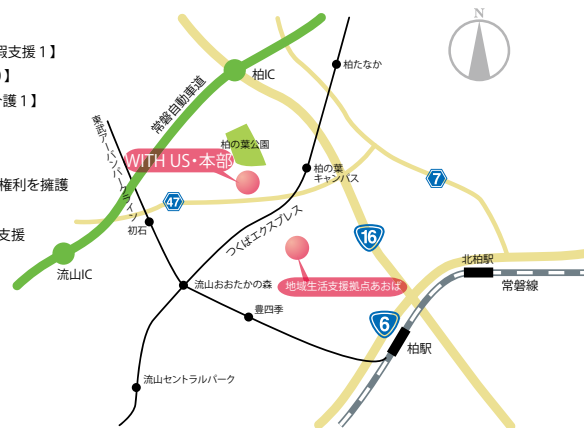 暇支援1】
】
介護1】
権利を擁護
支援
N
柏IC
柏たなか
常磐自動車道
東武アーバンパークライン
柏の葉公園
WITH US・本部
柏の葉
キャンパス
7
47
初石
つくばエクスプレス
16
流山IC
流山おおたかの森
地域生活支援拠点あおば
北柏駅
常磐線
豊四季
6
柏駅
流山セントラルパーク